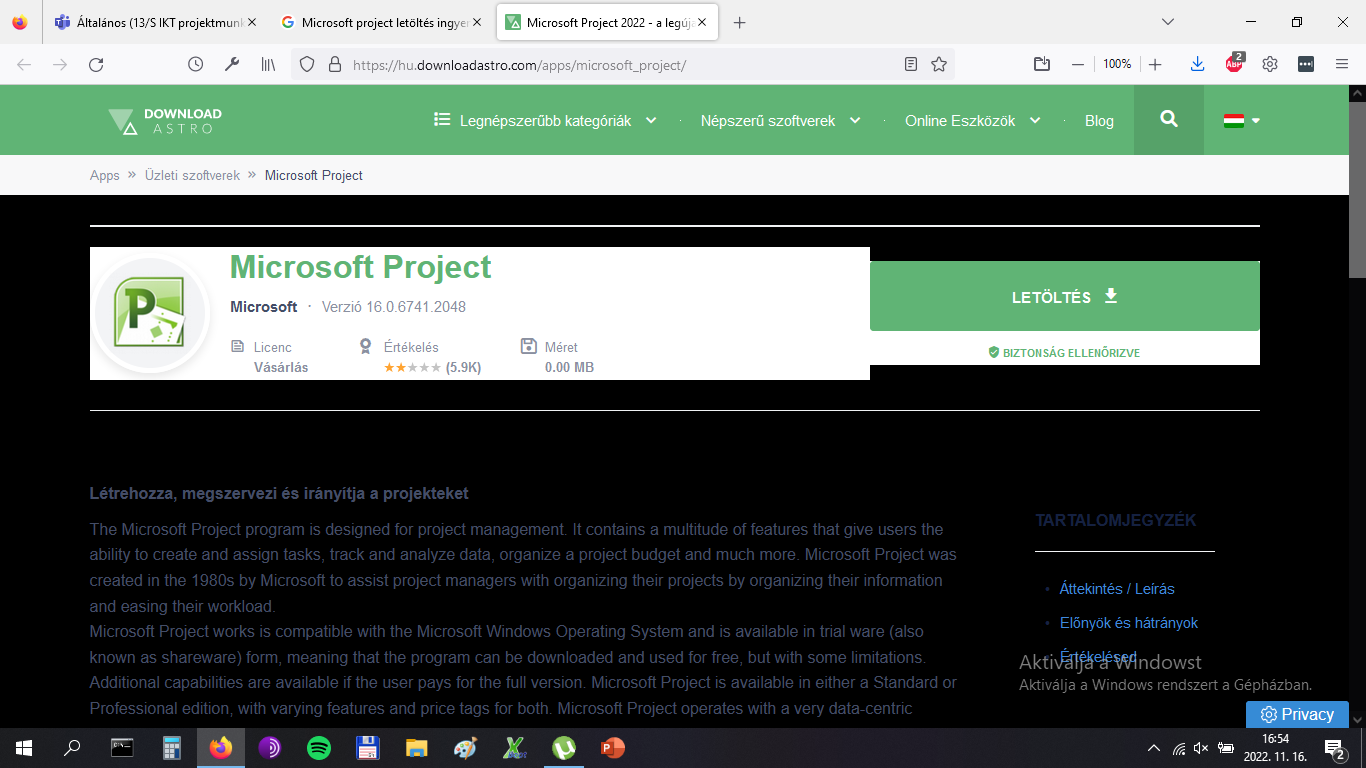 Általános (13/S IKT projektmunk
Microsoft project letöltés ingyer
Microsoft Project 2022 - a legúja
https://hu.downloadastro.com/apps/microsoft_project/
100%
ABP
2
DOWNLOAD
ASTRO
Legnépszerűbb kategóriák
Népszerű szoftverek
Online Eszközök
Blog
Apps » Üzleti szoftverek » Microsoft Project
Microsoft Project
Microsoft · Verzió 16.0.6741.2048
Licenc
Vásárlás
Értékelés
(5.9K)
Méret
0.00 MB
LETÖLTÉS
BIZTONSÁG ELLENŐRIZVE
Létrehozza, megszervezi és irányítja a projekteket
The Microsoft Project program is designed for project management. It contains a multitude of features that give users the
ability to create and assign tasks, track and analyze data, organize a project budget and much more. Microsoft Project was
created in the 1980s by Microsoft to assist project managers with organizing their projects by organizing their information
and easing their workload.
Microsoft Project works is compatible with the Microsoft Windows Operating System and is available in trial ware (also
known as shareware) form, meaning that the program can be downloaded and used for free, but with some limitations.
Additional capabilities are available if the user pays for the full version. Microsoft Project is available in either a Standard or
Professional edition, with varying features and price tags for both. Microsoft Project operates with a very data-centric
TARTALOMJEGYZÉK
Áttekintés / Leírás
Előnyök és hátrányok
Értékelésed
Aktiválja a Windowst
Aktiválja a Windows rendszert a Gépházban.
Privacy
16:54
2022. 11. 16.
2